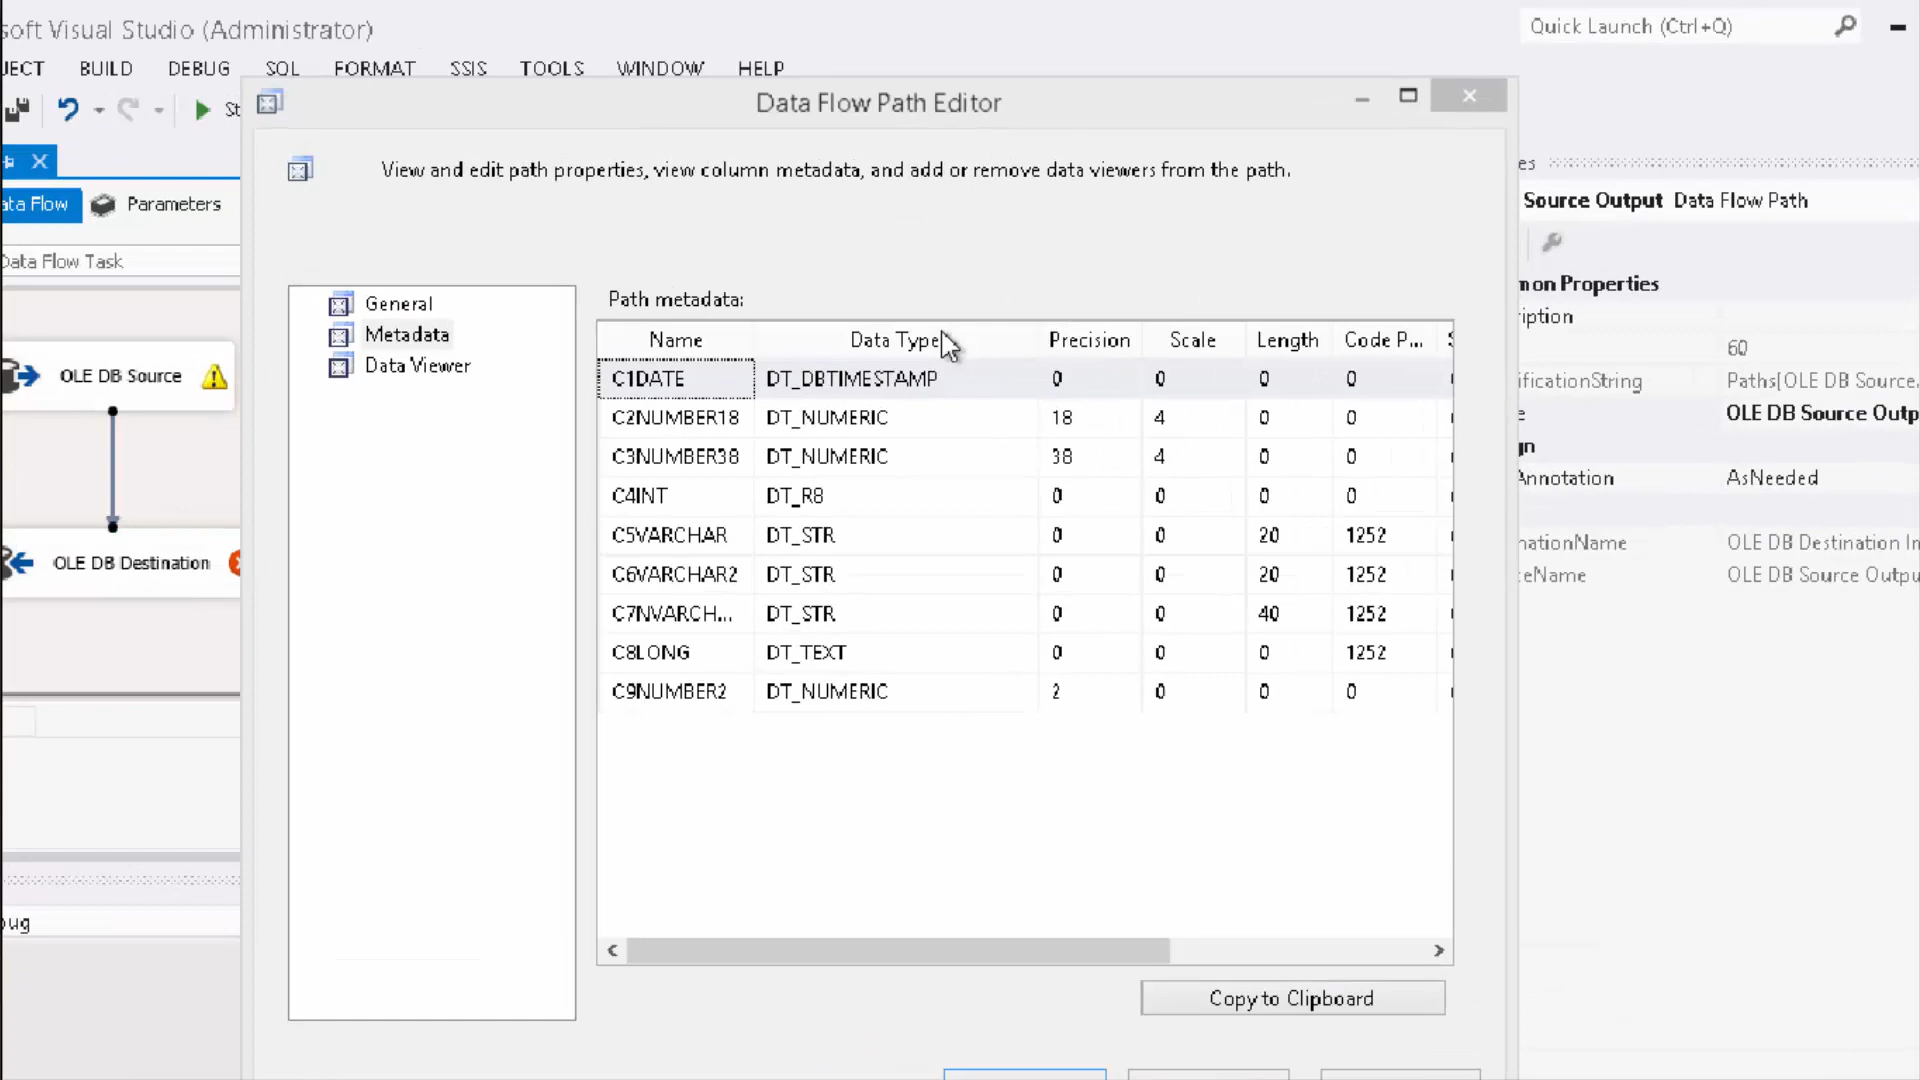 soft Visual Studio (Administrator)
Quick Launch (Ctrl+Q)
JECT BUILD DEBUG SQL FORMAT SSIS TOOLS WINDOW HELP
St
Data Flow Path Editor
View and edit path properties, view column metadata, and add or remove data viewers from the path.
es
ata Flow Parameters
Source Output Data Flow Path
Data Flow Task
mon Properties
General
Metadata
Data Viewer
Path metadata:
Name Data Type Precision Scale Length Code P...
C1DATE DT_DBTIMESTAMP 0 0 0 0
C2NUMBER18 DT_NUMERIC 18 4 0 0
C3NUMBER38 DT_NUMERIC 38 4 0 0
C4INT DT_R8 0 0 0 0
C5VARCHAR DT_STR 0 0 20 1252
C6VARCHAR2 DT_STR 0 0 20 1252
C7NVARCH... DT_STR 0 0 40 1252
C8LONG DT_TEXT 0 0 0 1252
C9NUMBER2 DT_NUMERIC 2 0 0 0
Copy to Clipboard
OLE DB Source
OLE DB Destination
ription
60
ificationString Paths[OLE DB Source.
e OLE DB Source Outp
gn
Annotation AsNeeded
nationName OLE DB Destination In
ceName OLE DB Source Outpu
bug